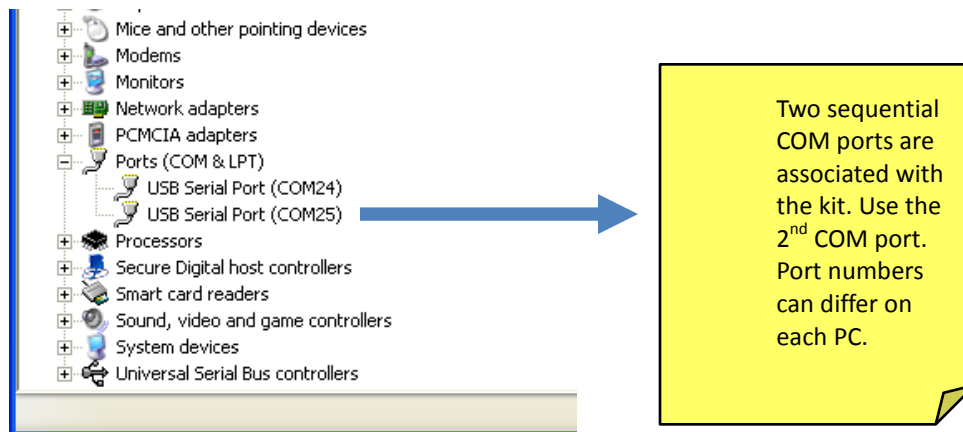 Mice and other pointing devices
Modems
Monitors
Network adapters
PCMCIA adapters
Ports (COM & LPT)
USB Serial Port (COM24)
USB Serial Port (COM25)
Processors
Secure Digital host controllers
Smart card readers
Sound, video and game controllers
System devices
Universal Serial Bus controllers
Two sequential
COM ports are
associated with
the kit. Use the
2nd COM port.
Port numbers
can differ on
each PC.